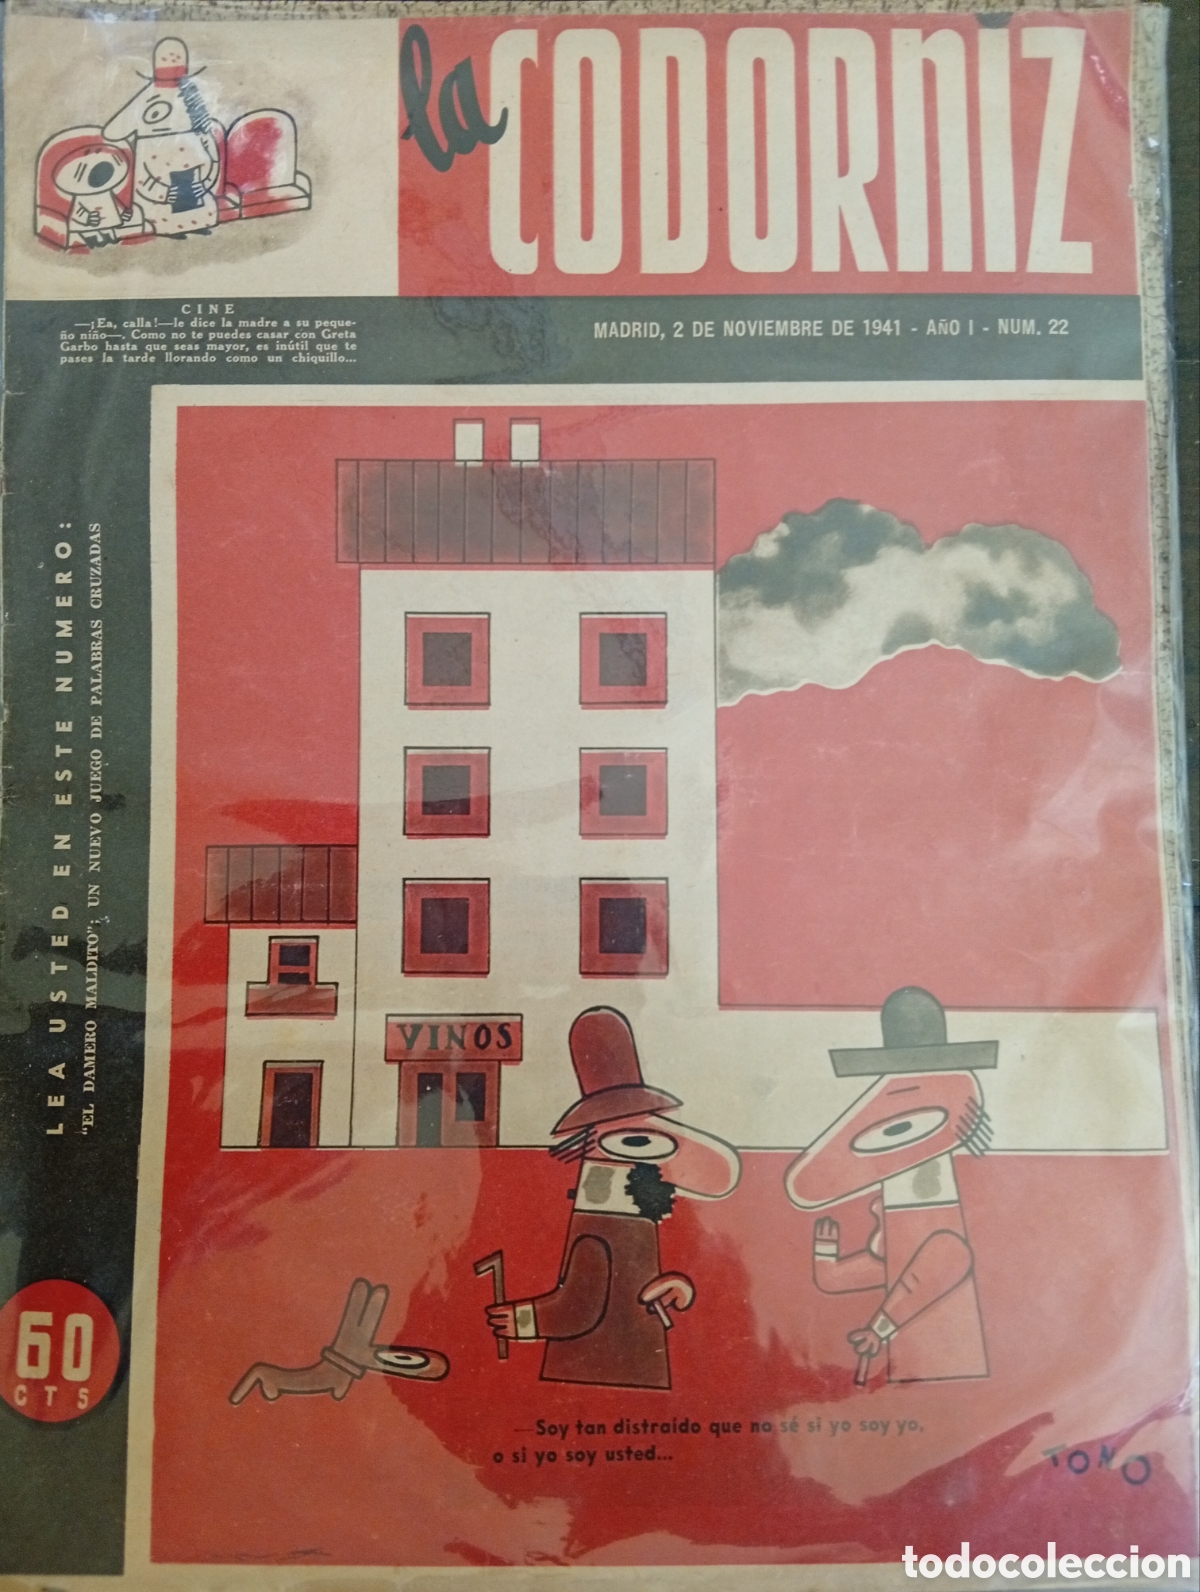 la CODORNIZ
CINE
—¡Ea, calla!—le dice la madre a su peque-
ño niño—. Como no te puedes casar con Greta
Garbo hasta que seas mayor, es inútil que te
pases la tarde llorando como un chiquillo...
MADRID, 2 DE NOVIEMBRE DE 1941 - AÑO I - NUM. 22
LEA USTED EN ESTE NUMERO:
"EL DAMERO MALDITO"; UN NUEVO JUEGO DE PALABRAS CRUZADAS
VINOS
60
CTS
—Soy tan distraído que no sé si yo soy yo,
o si yo soy usted...
TONO
todocoleccion